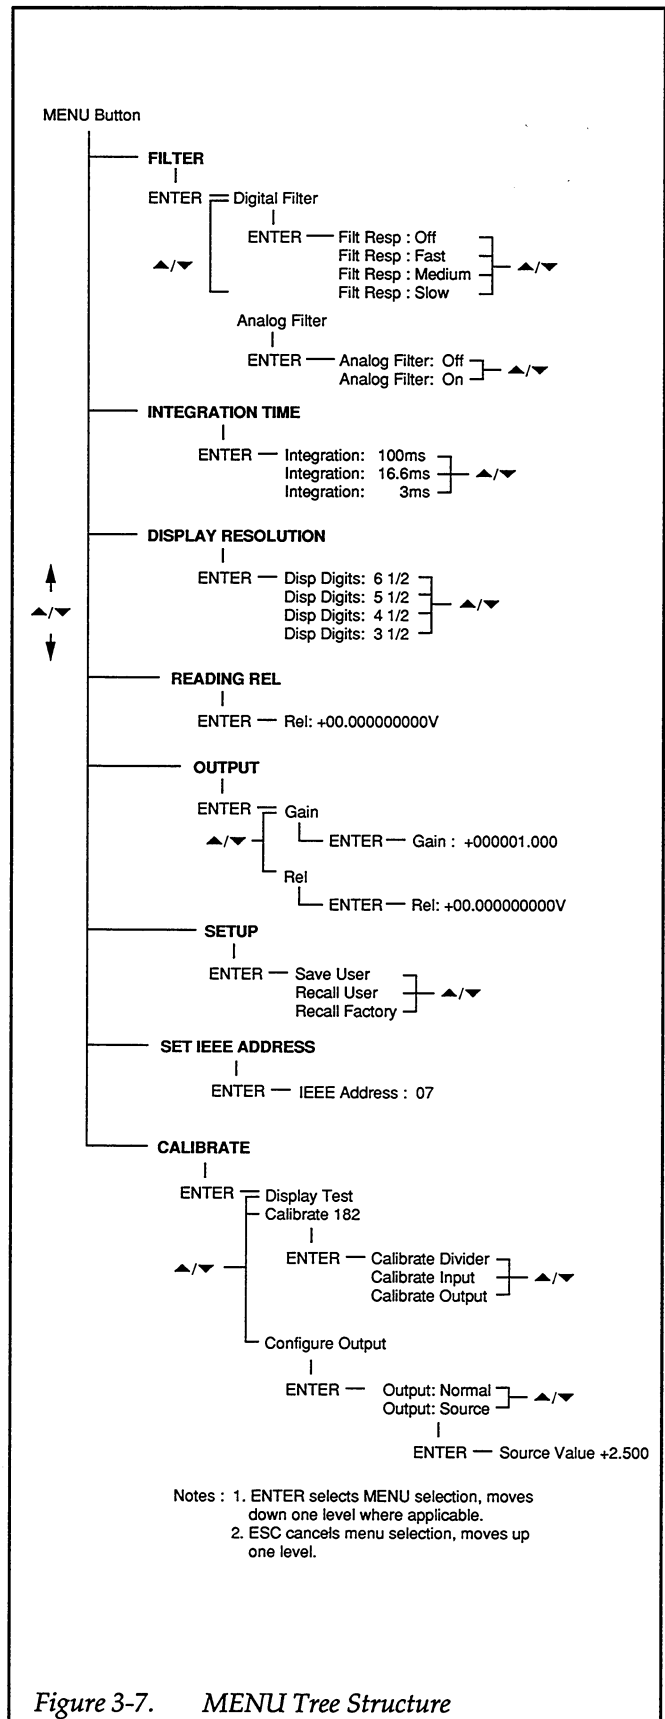 MENU Button
FILTER
ENTER
Digital Filter
ENTER
Filt Resp : Off
Filt Resp : Fast
Filt Resp : Medium
Filt Resp : Slow
Analog Filter
ENTER
Analog Filter: Off
Analog Filter: On
INTEGRATION TIME
ENTER
Integration: 100ms
Integration: 16.6ms
Integration: 3ms
DISPLAY RESOLUTION
ENTER
Disp Digits: 6 1/2
Disp Digits: 5 1/2
Disp Digits: 4 1/2
Disp Digits: 3 1/2
READING REL
ENTER
Rel: +00.000000000V
OUTPUT
ENTER
Gain
ENTER
Gain : +000001.000
Rel
ENTER
Rel: +00.000000000V
SETUP
ENTER
Save User
Recall User
Recall Factory
SET IEEE ADDRESS
ENTER
IEEE Address : 07
CALIBRATE
ENTER
Display Test
Calibrate 182
ENTER
Calibrate Divider
Calibrate Input
Calibrate Output
Configure Output
ENTER
Output: Normal
Output: Source
ENTER
Source Value +2.500
Notes : 1. ENTER selects MENU selection, moves
down one level where applicable.
2. ESC cancels menu selection, moves up
one level.
Figure 3-7. MENU Tree Structure